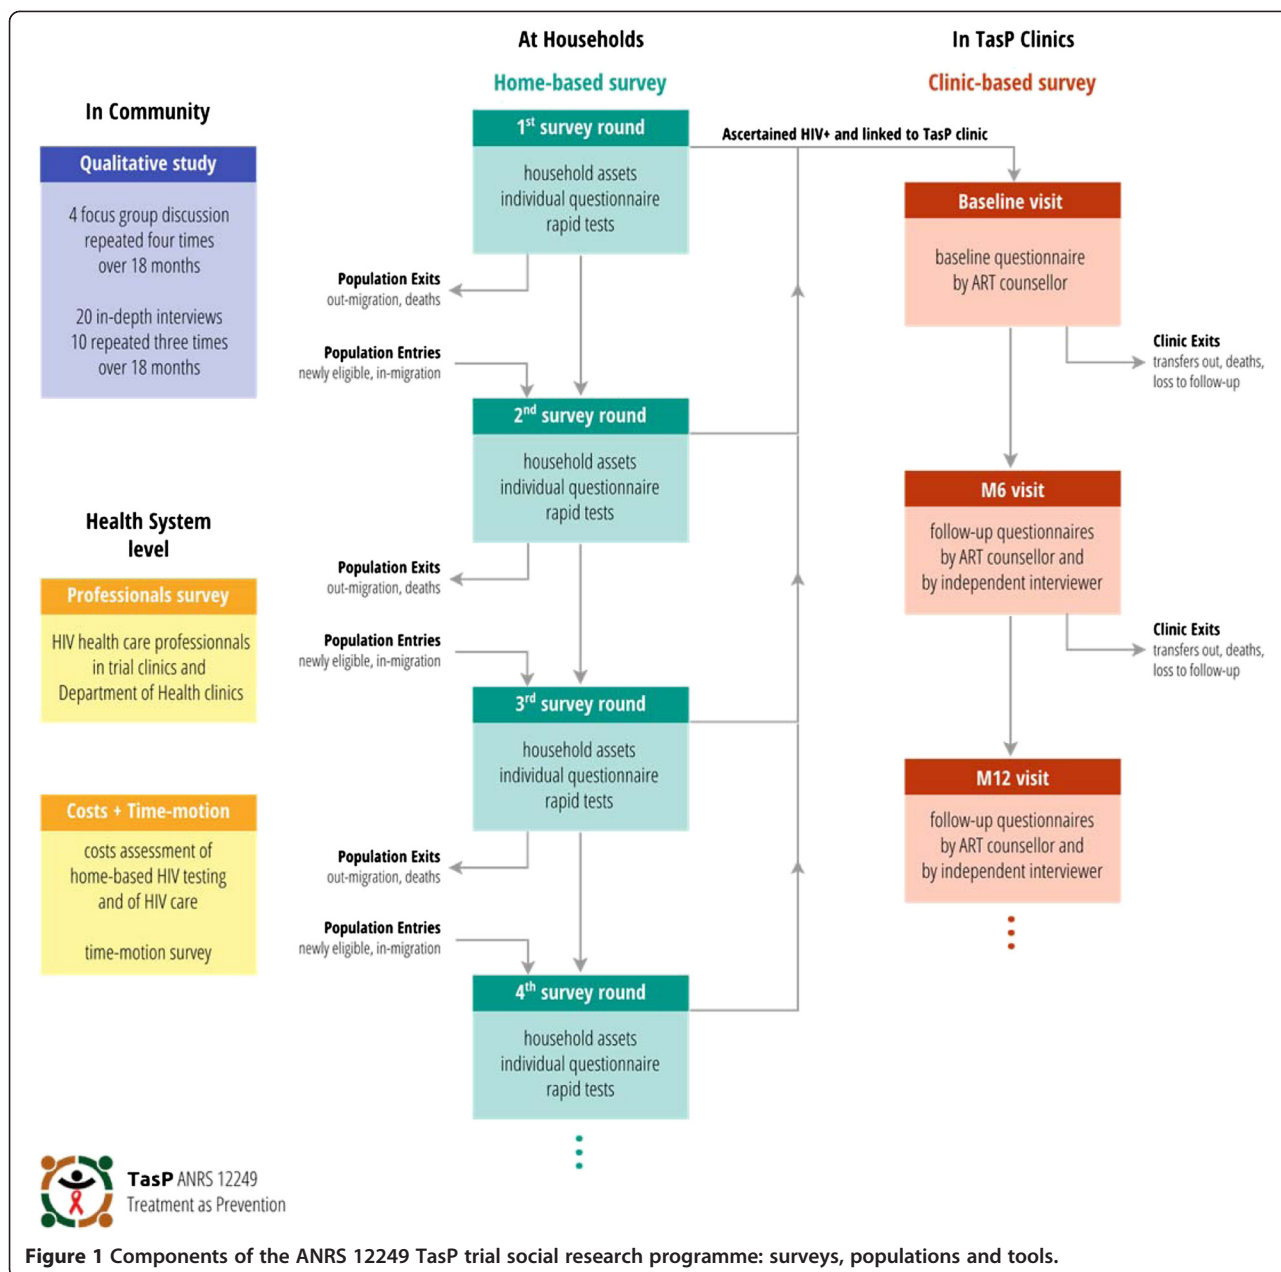 In Community
Qualitative study
4 focus group discussion
repeated four times
over 18 months
20 in-depth interviews
10 repeated three times
over 18 months
Health System
level
Professionals survey
HIV health care professionnals
in trial clinics and
Department of Health clinics
Costs + Time-motion
costs assessment of
home-based HIV testing
and of HIV care
time-motion survey
At Households
Home-based survey
1st survey round
household assets
individual questionnaire
rapid tests
Population Exits
out-migration, deaths
Population Entries
newly eligible, in-migration
2nd survey round
household assets
individual questionnaire
rapid tests
Population Exits
out-migration, deaths
Population Entries
newly eligible, in-migration
3rd survey round
household assets
individual questionnaire
rapid tests
Population Exits
out-migration, deaths
Population Entries
newly eligible, in-migration
4th survey round
household assets
individual questionnaire
rapid tests
In TasP Clinics
Clinic-based survey
Ascertained HIV+ and linked to TasP clinic
Baseline visit
baseline questionnaire
by ART counsellor
Clinic Exits
transfers out, deaths,
loss to follow-up
M6 visit
follow-up questionnaires
by ART counsellor and
by independent interviewer
Clinic Exits
transfers out, deaths,
loss to follow-up
M12 visit
follow-up questionnaires
by ART counsellor and
by independent interviewer
TasP ANRS 12249
Treatment as Prevention
Figure 1 Components of the ANRS 12249 TasP trial social research programme: surveys, populations and tools.